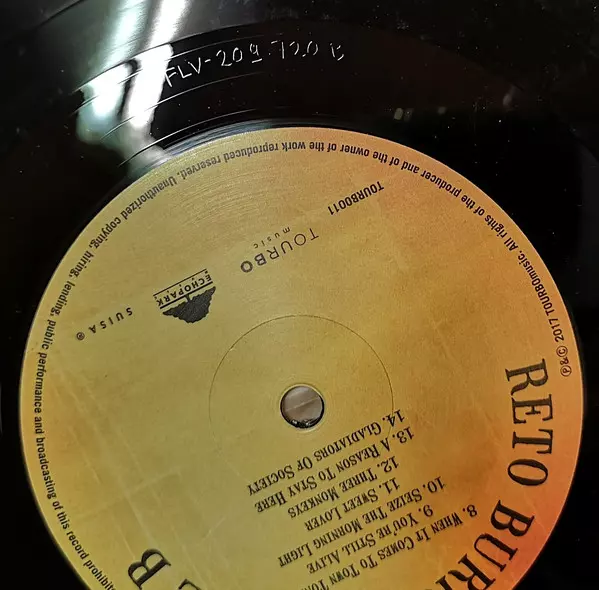 FLV-209.720 B
℗&© 2017 TOURBOmusic. All rights of the producer and of the owner of the work reproduced reserved. Unauthorized copying, hiring, lending, public performance and broadcasting of this record
TOURB0011
TOURBO
music
ECHOPARK
SUISA ®
RETO
B
8. WHEN IT COMES TO TOWN
9. YOU'RE STILL ALIVE
10. SEIZE THE MORNING LIGHT
11. SWEET LOVER
12. THREE MONKEYS
13. A REASON TO STAY HERE
14. GLADIATORS OF SOCIETY